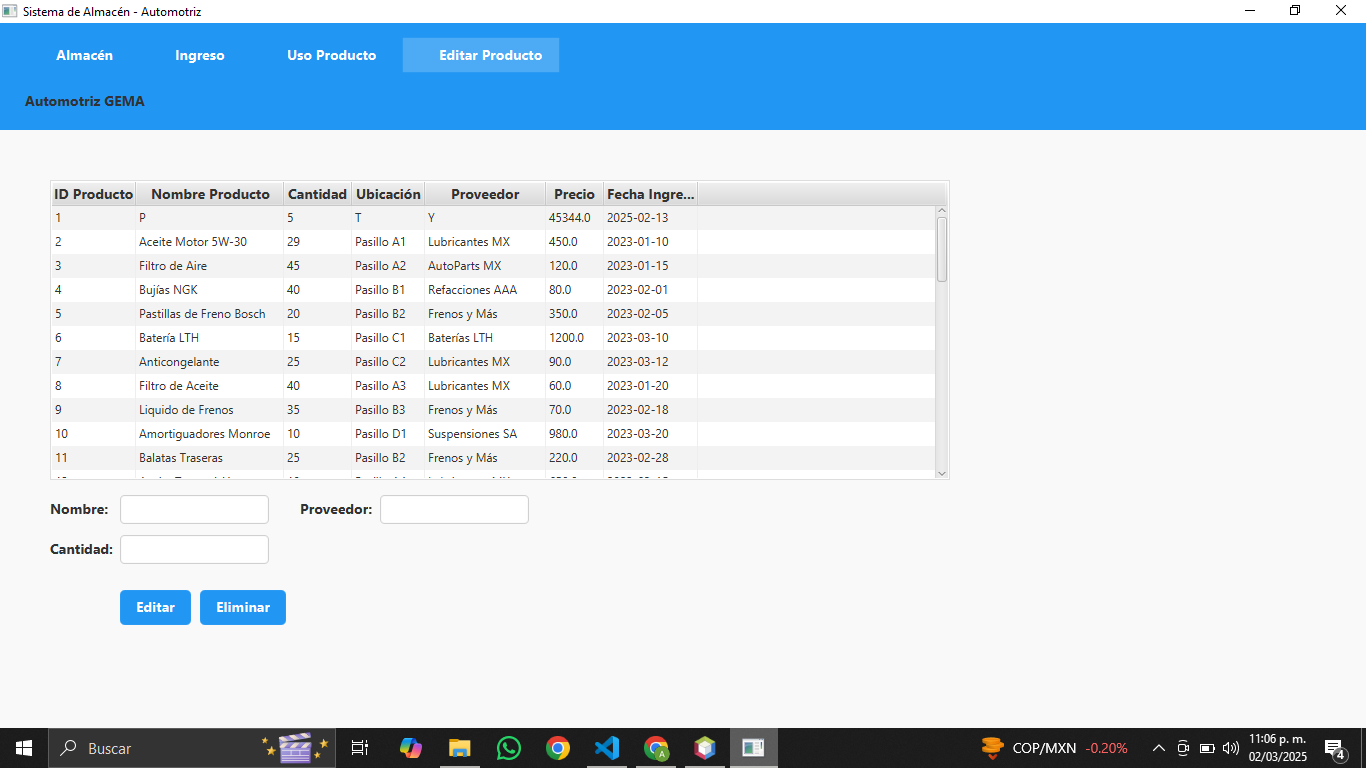 Sistema de Almacén - Automotriz
Almacén Ingreso Uso Producto Editar Producto
Automotriz GEMA
ID Producto Nombre Producto Cantidad Ubicación Proveedor Precio Fecha Ingre...
1 P 5 T Y 45344.0 2025-02-13
2 Aceite Motor 5W-30 29 Pasillo A1 Lubricantes MX 450.0 2023-01-10
3 Filtro de Aire 45 Pasillo A2 AutoParts MX 120.0 2023-01-15
4 Bujías NGK 40 Pasillo B1 Refacciones AAA 80.0 2023-02-01
5 Pastillas de Freno Bosch 20 Pasillo B2 Frenos y Más 350.0 2023-02-05
6 Batería LTH 15 Pasillo C1 Baterías LTH 1200.0 2023-03-10
7 Anticongelante 25 Pasillo C2 Lubricantes MX 90.0 2023-03-12
8 Filtro de Aceite 40 Pasillo A3 Lubricantes MX 60.0 2023-01-20
9 Liquido de Frenos 35 Pasillo B3 Frenos y Más 70.0 2023-02-18
10 Amortiguadores Monroe 10 Pasillo D1 Suspensiones SA 980.0 2023-03-20
11 Balatas Traseras 25 Pasillo B2 Frenos y Más 220.0 2023-02-28
Nombre: Proveedor:
Cantidad:
Editar Eliminar
Buscar COP/MXN -0.20% 11:06 p. m.
02/03/2025 4